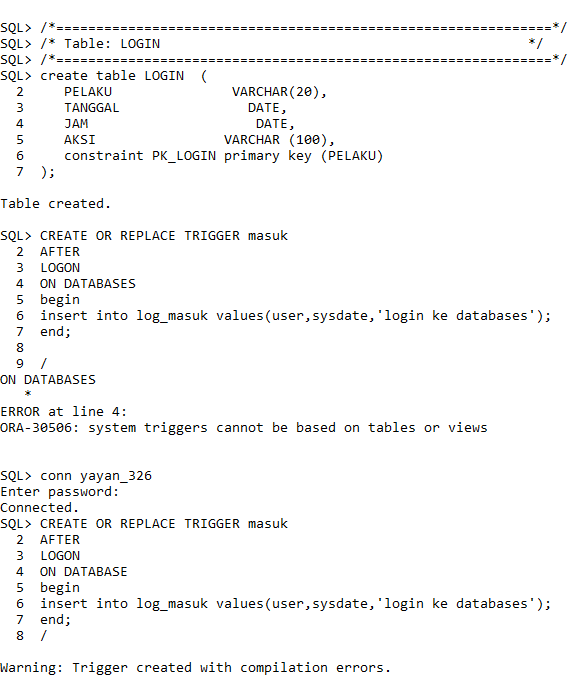 SQL> /*==============================================================*/
SQL> /* Table: LOGIN                                              */
SQL> /*==============================================================*/
SQL> create table LOGIN  (
  2     PELAKU               VARCHAR(20),
  3     TANGGAL                DATE,
  4     JAM                     DATE,
  5     AKSI                VARCHAR (100),
  6     constraint PK_LOGIN primary key (PELAKU)
  7  );
Table created.
SQL> CREATE OR REPLACE TRIGGER masuk
  2  AFTER
  3  LOGON
  4  ON DATABASES
  5  begin
  6  insert into log_masuk values(user,sysdate,'login ke databases');
  7  end;
  8
  9  /
ON DATABASES
   *
ERROR at line 4:
ORA-30506: system triggers cannot be based on tables or views
SQL> conn yayan_326
Enter password:
Connected.
SQL> CREATE OR REPLACE TRIGGER masuk
  2  AFTER
  3  LOGON
  4  ON DATABASE
  5  begin
  6  insert into log_masuk values(user,sysdate,'login ke databases');
  7  end;
  8  /
Warning: Trigger created with compilation errors.